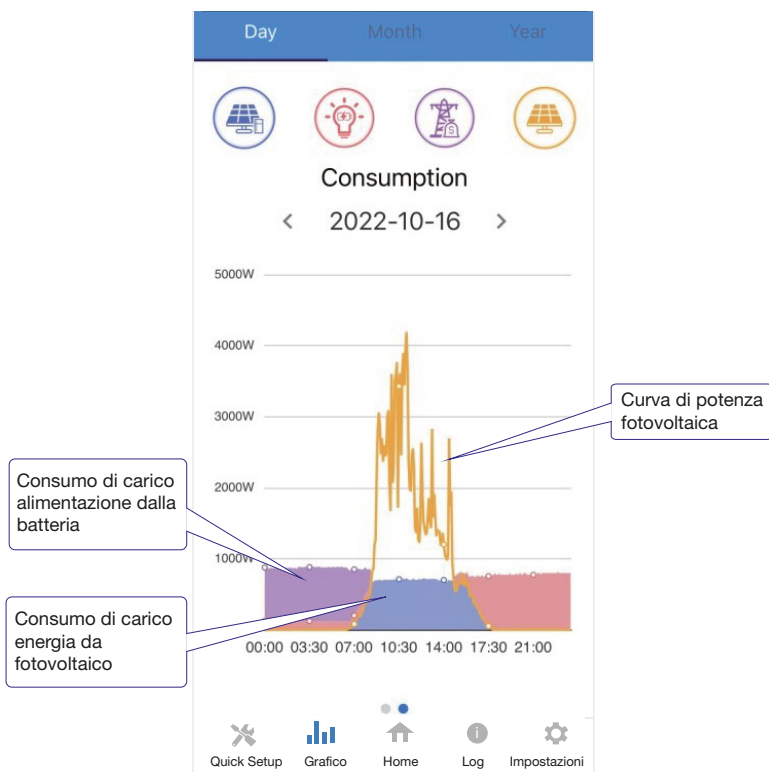 Day Month Year
Consumption
< 2022-10-16 >
5000W
4000W
3000W
2000W
1000W
00:00 03:30 07:00 10:30 14:00 17:30 21:00
Curva di potenza
fotovoltaica
Consumo di carico
alimentazione dalla
batteria
Consumo di carico
energia da
fotovoltaico
Quick Setup Grafico Home Log Impostazioni